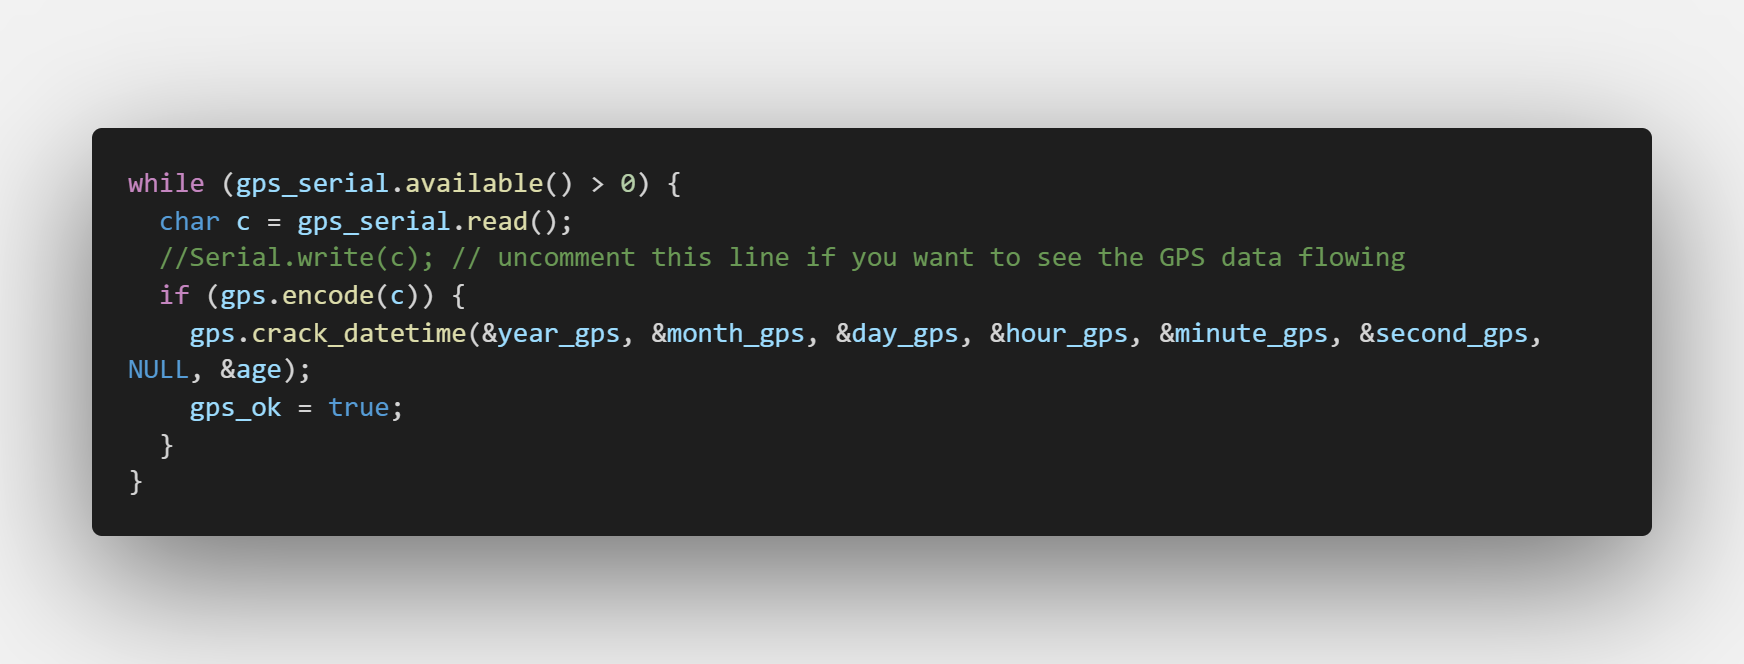 while (gps_serial.available() > 0) {
  char c = gps_serial.read();
  //Serial.write(c); // uncomment this line if you want to see the GPS data flowing
  if (gps.encode(c)) {
    gps.crack_datetime(&year_gps, &month_gps, &day_gps, &hour_gps, &minute_gps, &second_gps,
NULL, &age);
    gps_ok = true;
  }
}